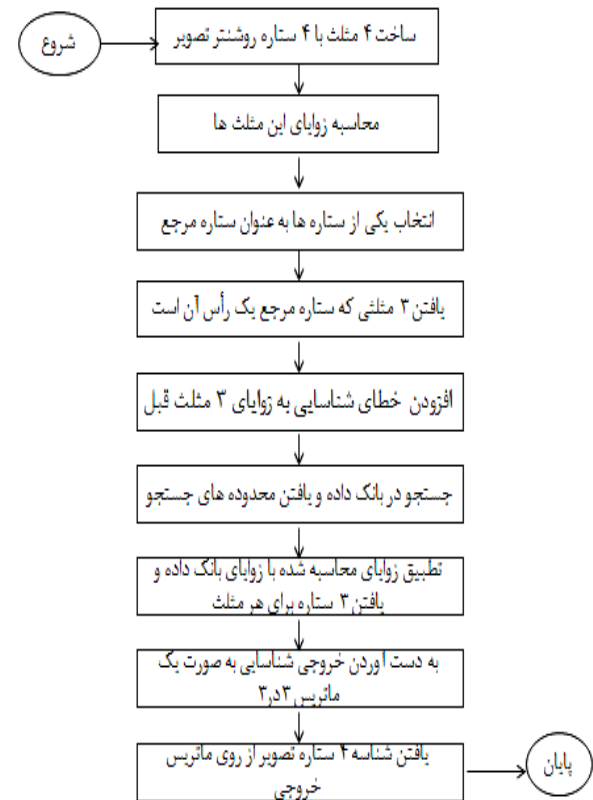 شروع
ساخت ۴ مثلث با ۴ ستاره روشنتر تصویر
محاسبه زوایای این مثلث ها
انتخاب یکی از ستاره ها به عنوان ستاره مرجع
یافتن ۳ مثلثی که ستاره مرجع یک رأس آن است
افزودن خطای شناسایی به زوایای ۳ مثلث قبل
جستجو در بانک داده و یافتن محدوده های جستجو
تطبیق زوایای محاسبه شده با زوایای بانک داده و
یافتن ۳ ستاره برای هر مثلث
به دست آوردن خروجی شناسایی به صورت یک
ماتریس ۳در۳
یافتن شناسه ۴ ستاره تصویر از روی ماتریس
خروجی
پایان